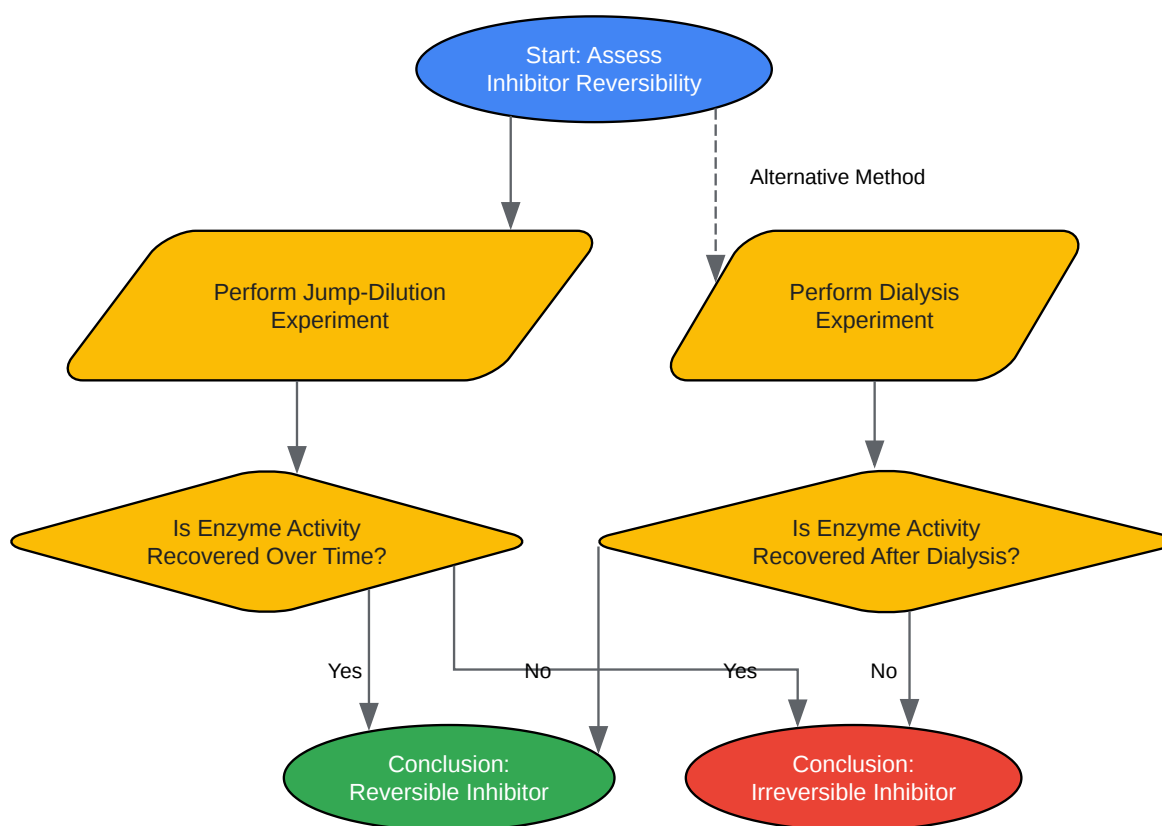 Start: Assess
Inhibitor Reversibility
Alternative Method
Perform Jump-Dilution
Experiment
Perform Dialysis
Experiment
Is Enzyme Activity
Recovered Over Time?
Is Enzyme Activity
Recovered After Dialysis?
Yes
No
Yes
No
Conclusion:
Reversible Inhibitor
Conclusion:
Irreversible Inhibitor